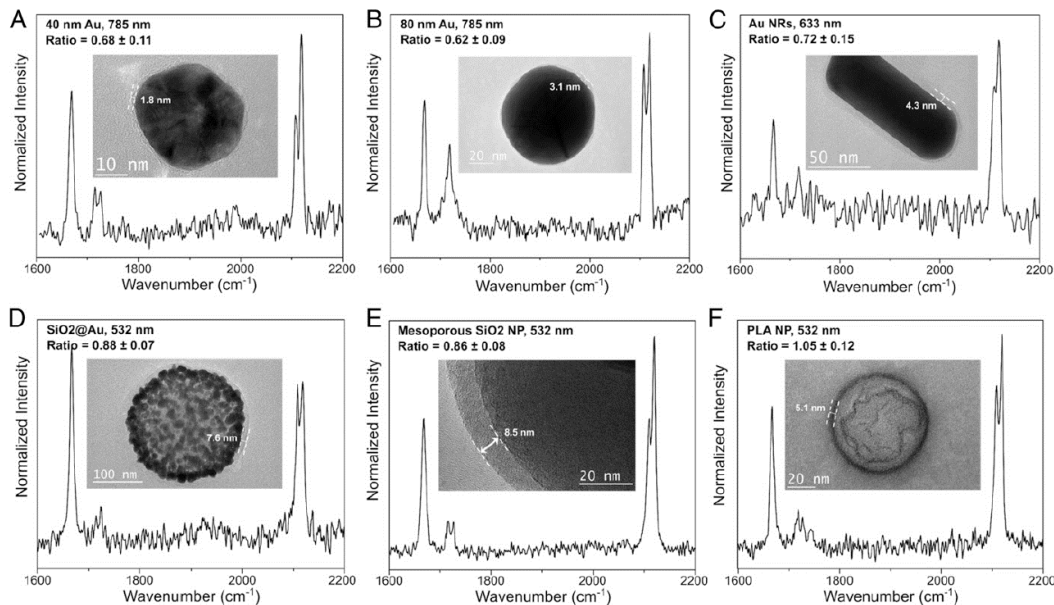 A
40 nm Au, 785 nm
Ratio = 0.68 ± 0.11
1.8 nm
10 nm
Normalized Intensity
1600 1800 2000 2200
Wavenumber (cm⁻¹)
B
80 nm Au, 785 nm
Ratio = 0.62 ± 0.09
3.1 nm
20 nm
Normalized Intensity
1600 1800 2000 2200
Wavenumber (cm⁻¹)
C
Au NRs, 633 nm
Ratio = 0.72 ± 0.15
4.3 nm
50 nm
Normalized Intensity
1600 1800 2000 2200
Wavenumber (cm⁻¹)
D
SiO2@Au, 532 nm
Ratio = 0.88 ± 0.07
7.6 nm
100 nm
Normalized Intensity
1600 1800 2000 2200
Wavenumber (cm⁻¹)
E
Mesoporous SiO2 NP, 532 nm
Ratio = 0.86 ± 0.08
8.5 nm
20 nm
Normalized Intensity
1600 1800 2000 2200
Wavenumber (cm⁻¹)
F
PLA NP, 532 nm
Ratio = 1.05 ± 0.12
5.1 nm
20 nm
Normalized Intensity
1600 1800 2000 2200
Wavenumber (cm⁻¹)